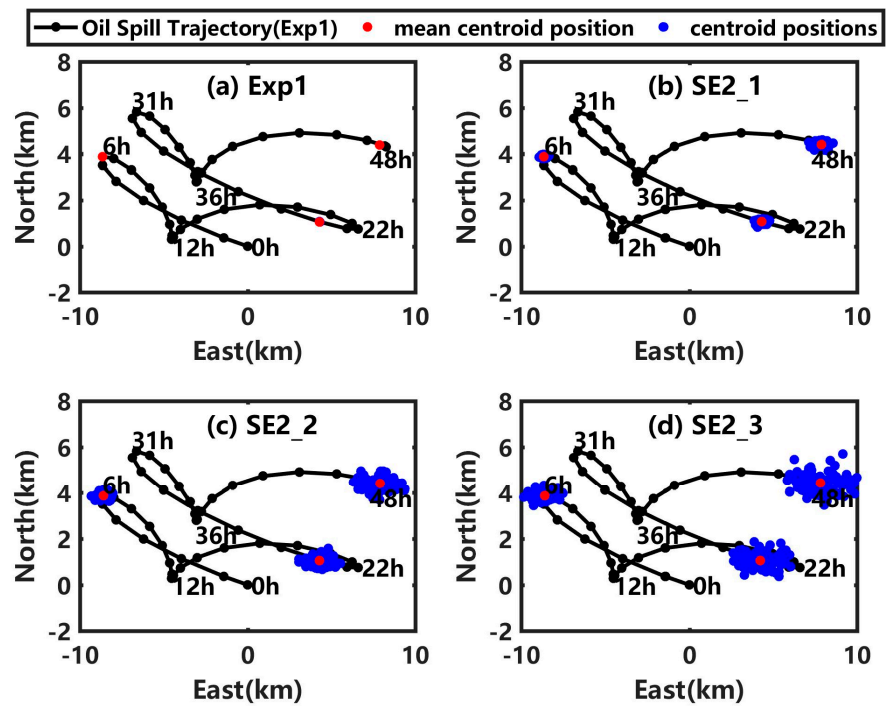 Oil Spill Trajectory(Exp1) mean centroid position centroid positions
(a) Exp1
8
6
4
2
0
-2
North(km)
31h
6h
48h
36h
22h
12h
0h
-10 0 10
East(km)
(b) SE2_1
8
6
4
2
0
-2
North(km)
31h
6h
48h
36h
22h
12h
0h
-10 0 10
East(km)
(c) SE2_2
8
6
4
2
0
-2
North(km)
31h
6h
48h
36h
22h
12h
0h
-10 0 10
East(km)
(d) SE2_3
8
6
4
2
0
-2
North(km)
31h
6h
48h
36h
22h
12h
0h
-10 0 10
East(km)